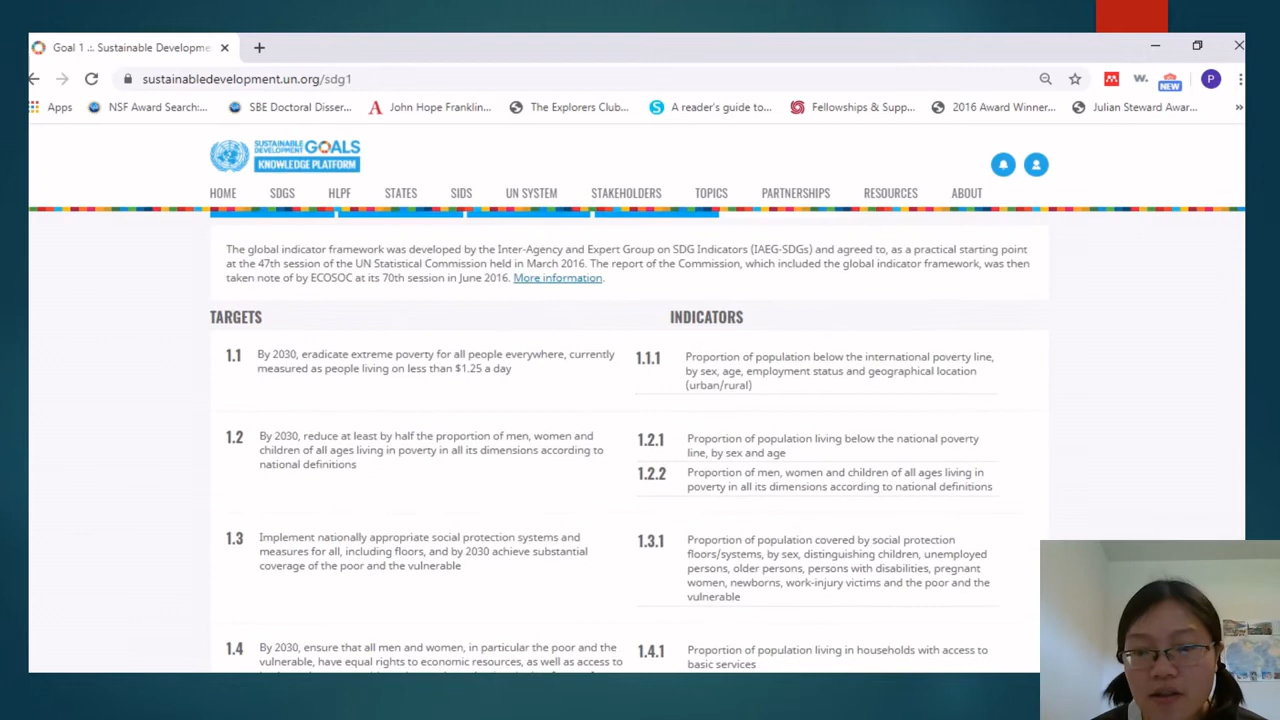 Goal 1 .:. Sustainable Developme
sustainabledevelopment.un.org/sdg1
W.
NEW
P
Apps
NSF Award Search:...
SBE Doctoral Disser...
John Hope Franklin...
The Explorers Club...
A reader's guide to...
Fellowships & Supp...
2016 Award Winner...
Julian Steward Awar...
»
SUSTAINABLE
DEVELOPMENT GOALS
KNOWLEDGE PLATFORM
HOME SDGS HLPF STATES SIDS UN SYSTEM STAKEHOLDERS TOPICS PARTNERSHIPS RESOURCES ABOUT
The global indicator framework was developed by the Inter-Agency and Expert Group on SDG Indicators (IAEG-SDGs) and agreed to, as a practical starting point
at the 47th session of the UN Statistical Commission held in March 2016. The report of the Commission, which included the global indicator framework, was then
taken note of by ECOSOC at its 70th session in June 2016. More information.
TARGETS
INDICATORS
1.1 By 2030, eradicate extreme poverty for all people everywhere, currently
measured as people living on less than $1.25 a day
1.1.1 Proportion of population below the international poverty line,
by sex, age, employment status and geographical location
(urban/rural)
1.2 By 2030, reduce at least by half the proportion of men, women and
children of all ages living in poverty in all its dimensions according to
national definitions
1.2.1 Proportion of population living below the national poverty
line, by sex and age
1.2.2 Proportion of men, women and children of all ages living in
poverty in all its dimensions according to national definitions
1.3 Implement nationally appropriate social protection systems and
measures for all, including floors, and by 2030 achieve substantial
coverage of the poor and the vulnerable
1.3.1 Proportion of population covered by social protection
floors/systems, by sex, distinguishing children, unemployed
persons, older persons, persons with disabilities, pregnant
women, newborns, work-injury victims and the poor and the
vulnerable
1.4 By 2030, ensure that all men and women, in particular the poor and the
vulnerable, have equal rights to economic resources, as well as access to
1.4.1 Proportion of population living in households with access to
basic services